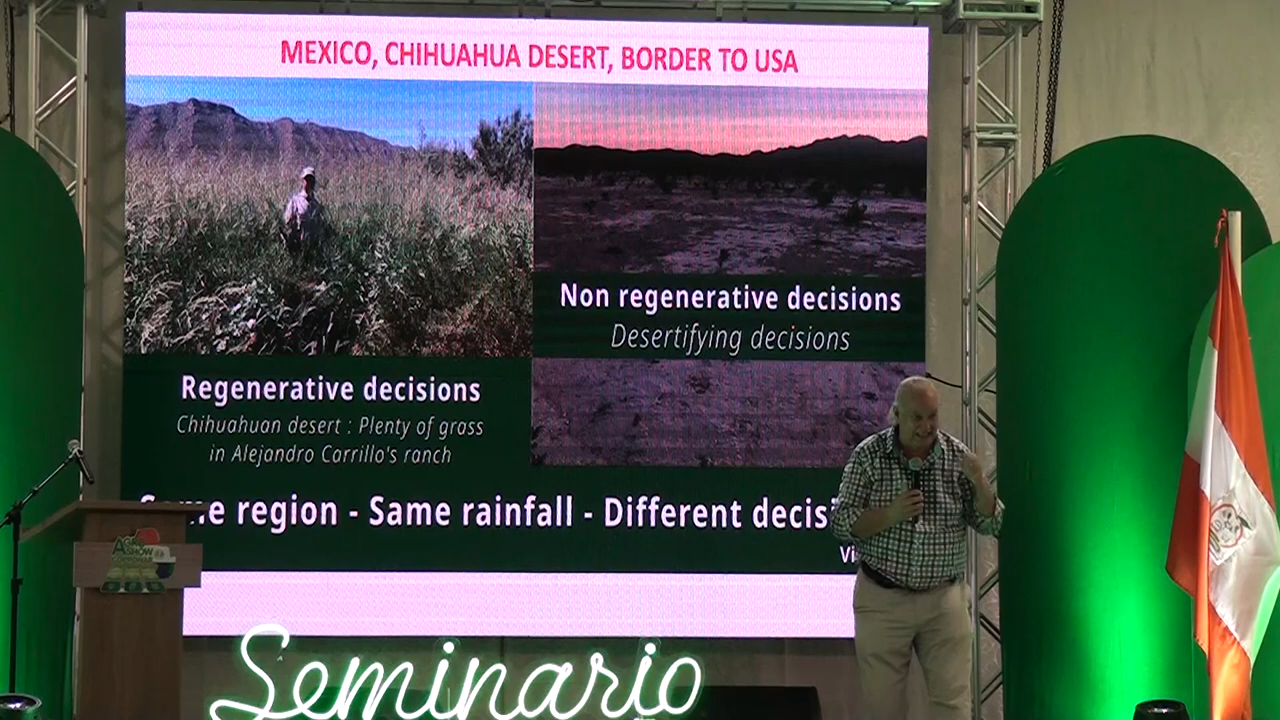 MEXICO, CHIHUAHUA DESERT, BORDER TO USA
Non regenerative decisions
Desertifying decisions
Regenerative decisions
Chihuahuan desert : Plenty of grass
in Alejandro Carrillo's ranch
region - Same rainfall - Different
SHOW
Seminario